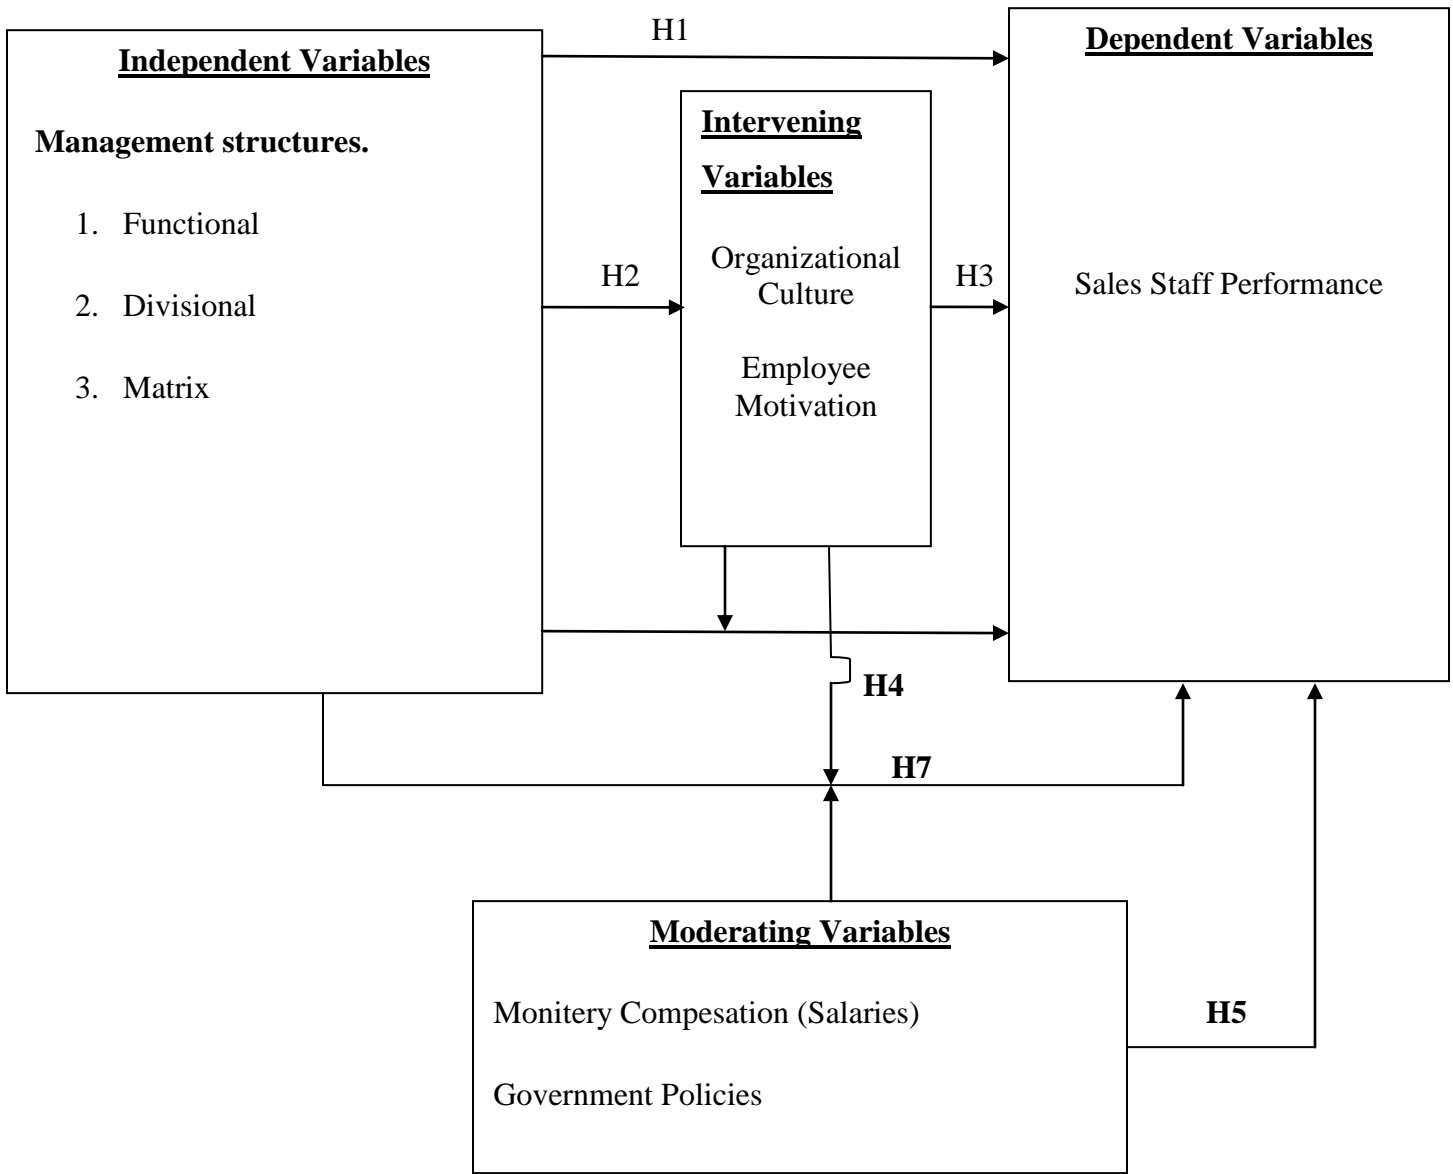 Independent Variables
Management structures.
1. Functional
2. Divisional
3. Matrix
H1
H2
Intervening
Variables
Organizational
Culture
Employee
Motivation
H3
Dependent Variables
Sales Staff Performance
H4
H7
Moderating Variables
Monitery Compesation (Salaries)
Government Policies
H5